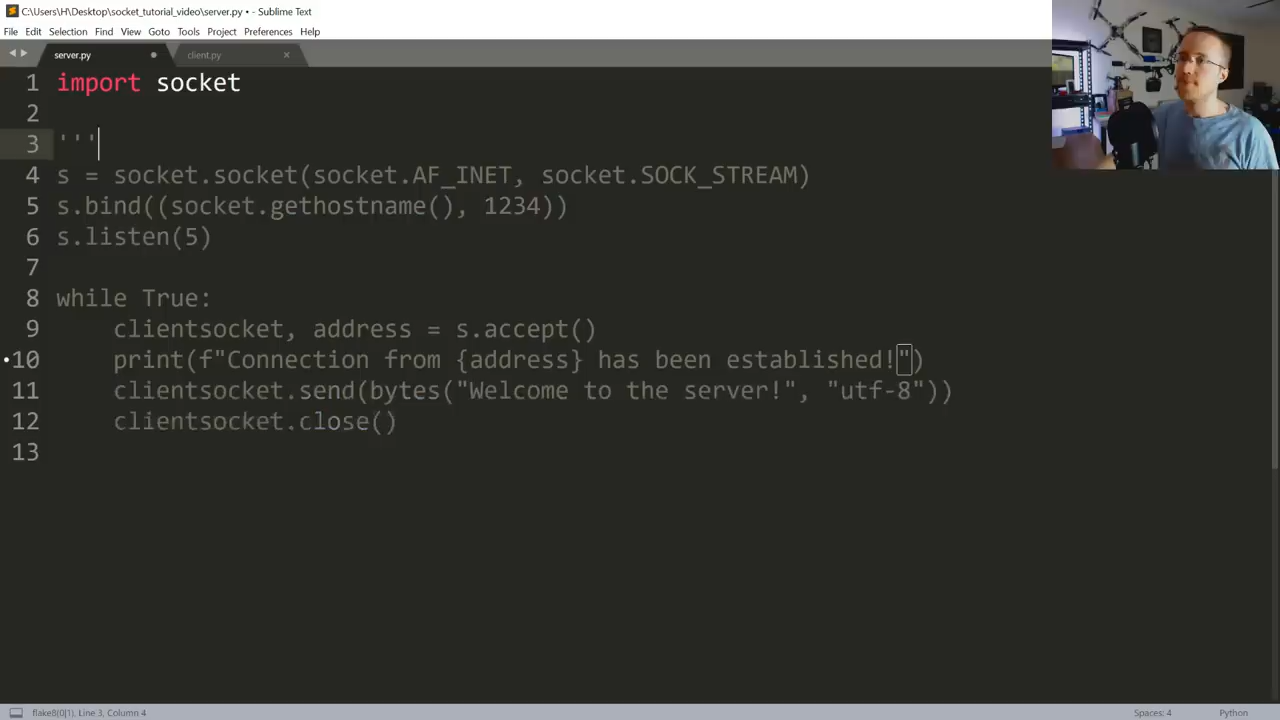 C:\Users\H\Desktop\socket_tutorial_video\server.py • - Sublime Text
File Edit Selection Find View Goto Tools Project Preferences Help
server.py client.py ×
1 import socket
2
3 '''
4 s = socket.socket(socket.AF_INET, socket.SOCK_STREAM)
5 s.bind((socket.gethostname(), 1234))
6 s.listen(5)
7
8 while True:
9     clientsocket, address = s.accept()
10     print(f"Connection from {address} has been established!")
11     clientsocket.send(bytes("Welcome to the server!", "utf-8"))
12     clientsocket.close()
13
flake8(0|1), Line 3, Column 4 Spaces: 4 Python